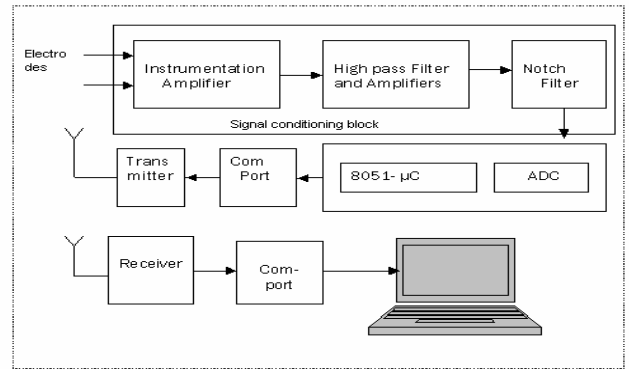 Electro
des
Instrumentation
Amplifier
High pass Filter
and Amplifiers
Notch
Filter
Signal conditioning block
Trans
mitter
Com
Port
8051- µC
ADC
Receiver
Com-
port